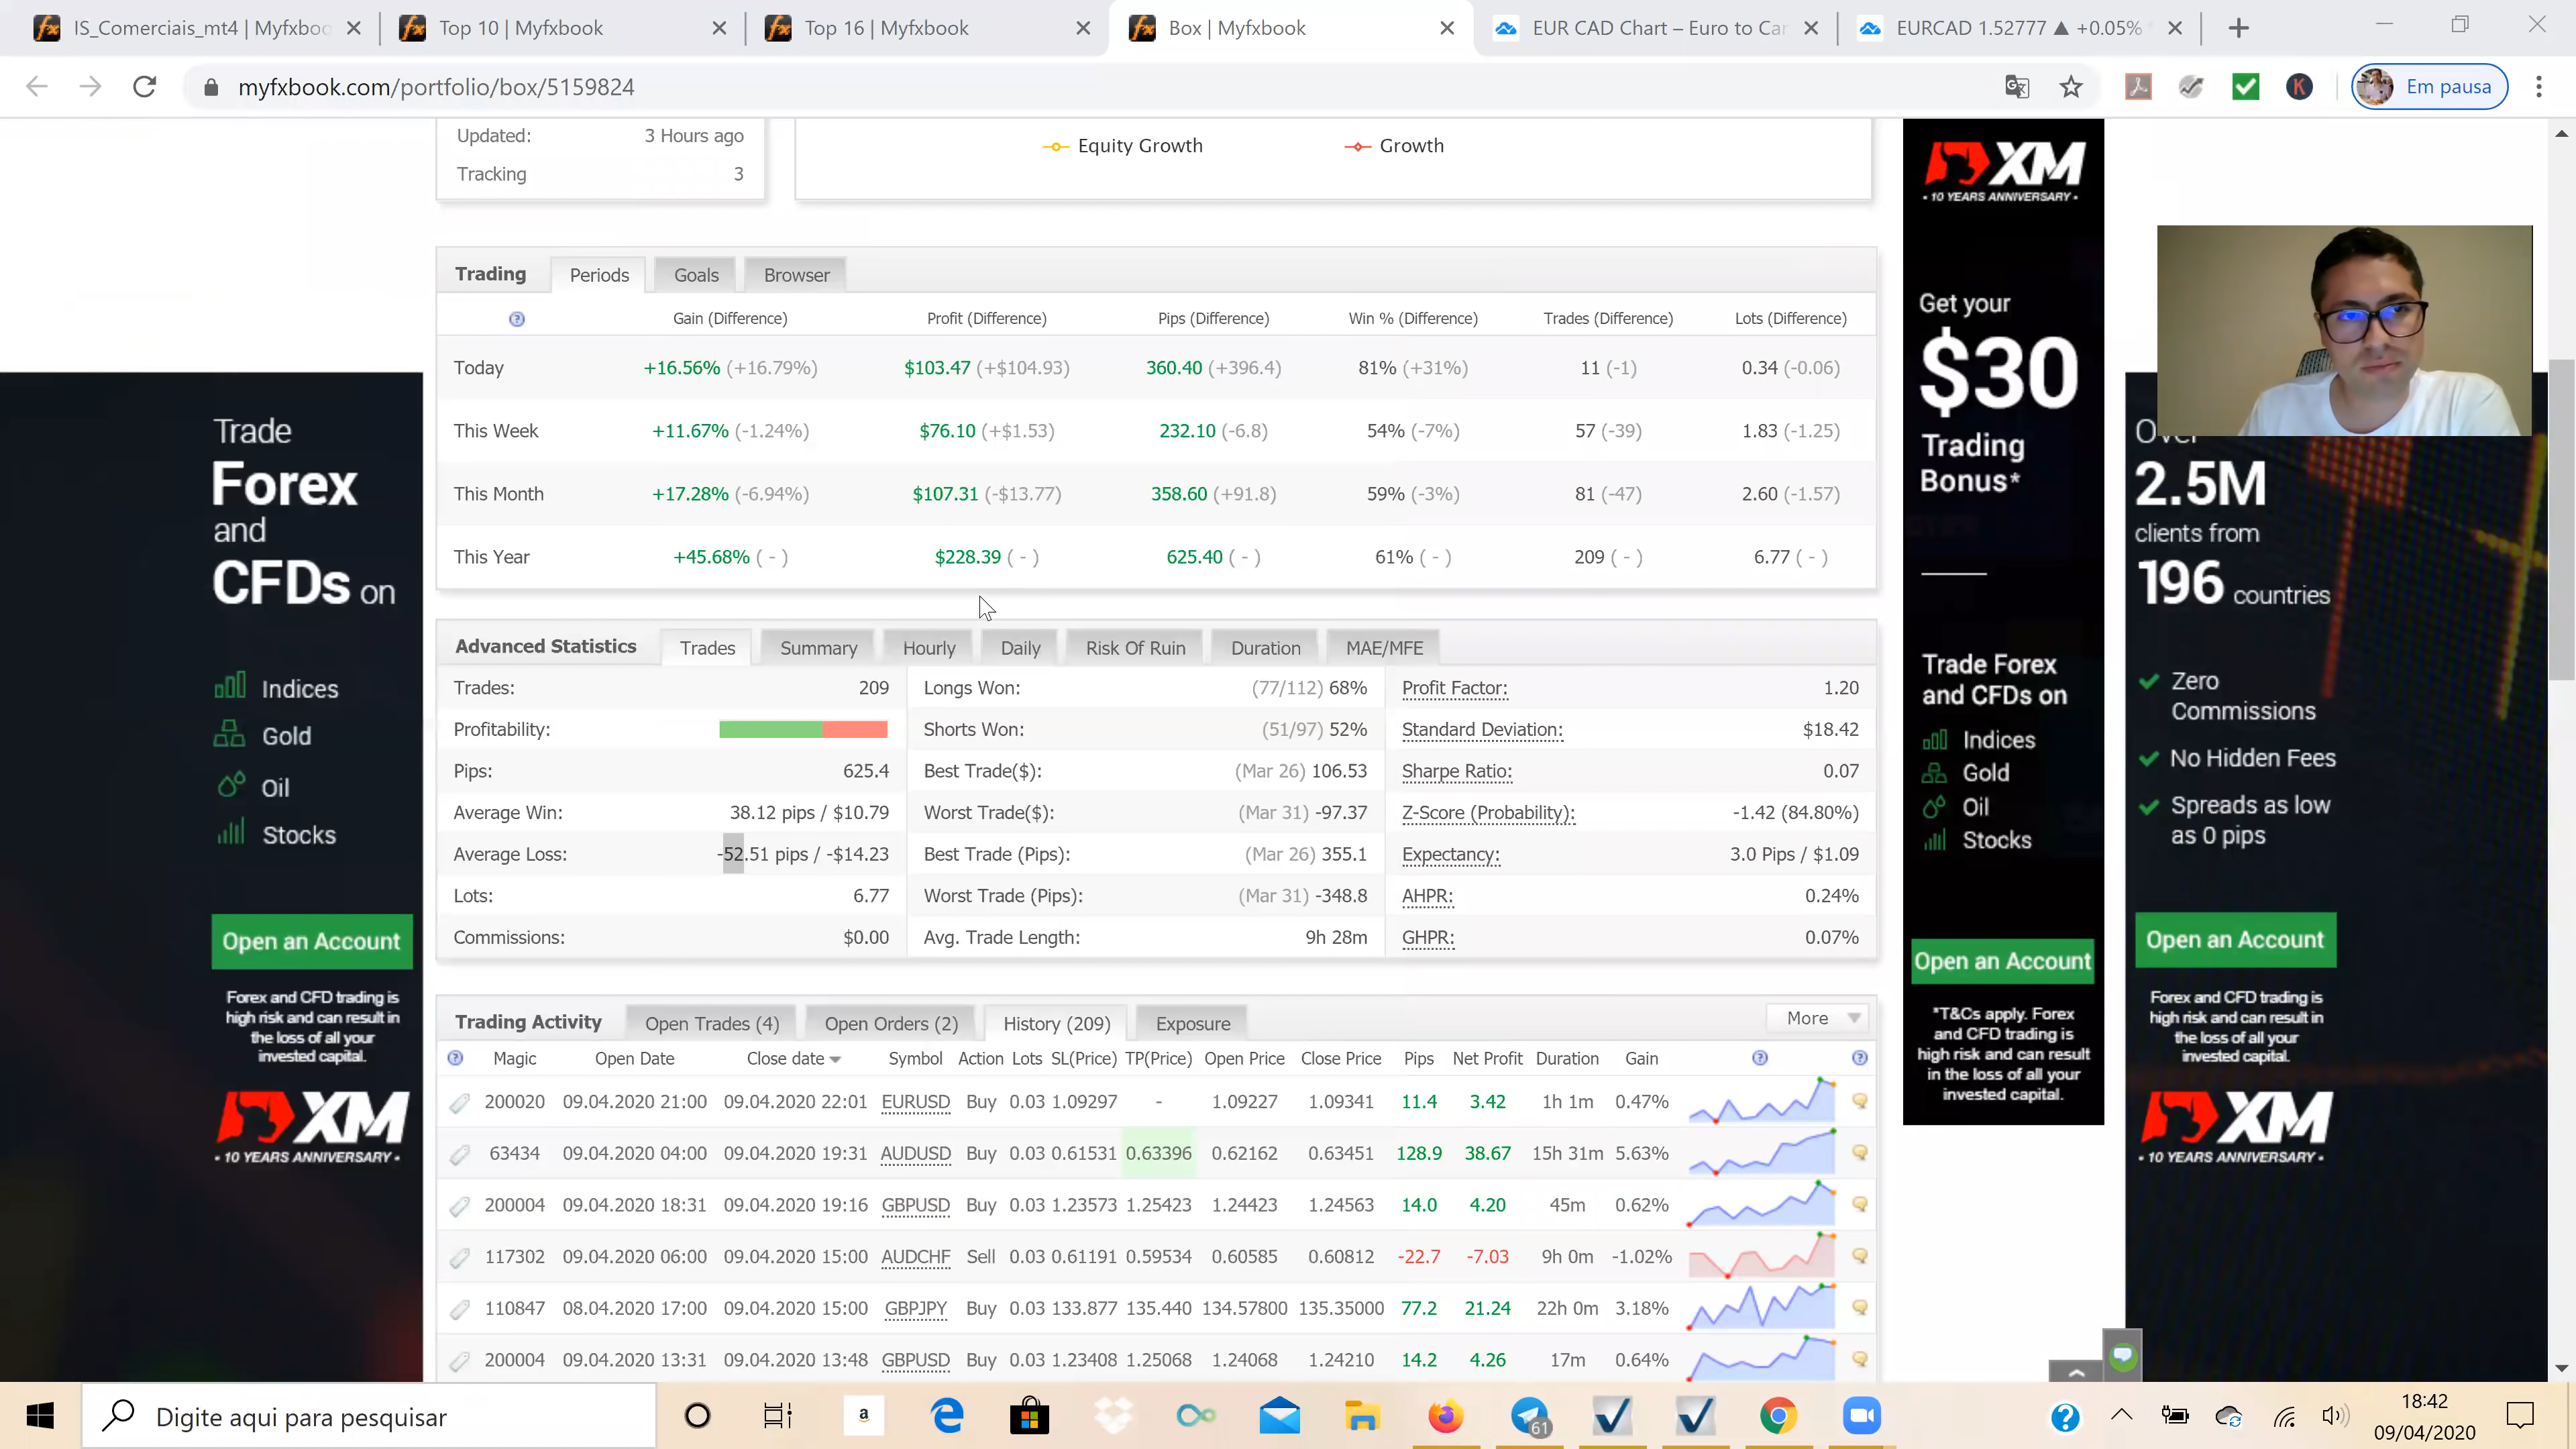 IS_Comerciais_mt4 | Myfxboo
Top 10 | Myfxbook
Top 16 | Myfxbook
Box | Myfxbook
EUR CAD Chart – Euro to Can
EURCAD 1.52777 ▲ +0.05%
myfxbook.com/portfolio/box/5159824
Em pausa
Updated: 3 Hours ago
Tracking 3
Equity Growth Growth
Trading Periods Goals Browser
Gain (Difference) Profit (Difference) Pips (Difference) Win % (Difference) Trades (Difference) Lots (Difference)
Today +16.56% (+16.79%) $103.47 (+$104.93) 360.40 (+396.4) 81% (+31%) 11 (-1) 0.34 (-0.06)
This Week +11.67% (-1.24%) $76.10 (+$1.53) 232.10 (-6.8) 54% (-7%) 57 (-39) 1.83 (-1.25)
This Month +17.28% (-6.94%) $107.31 (-$13.77) 358.60 (+91.8) 59% (-3%) 81 (-47) 2.60 (-1.57)
This Year +45.68% ( - ) $228.39 ( - ) 625.40 ( - ) 61% ( - ) 209 ( - ) 6.77 ( - )
Advanced Statistics Trades Summary Hourly Daily Risk Of Ruin Duration MAE/MFE
Trades: 209 Longs Won: (77/112) 68% Profit Factor: 1.20
Profitability: Shorts Won: (51/97) 52% Standard Deviation: $18.42
Pips: 625.4 Best Trade($): (Mar 26) 106.53 Sharpe Ratio: 0.07
Average Win: 38.12 pips / $10.79 Worst Trade($): (Mar 31) -97.37 Z-Score (Probability): -1.42 (84.80%)
Average Loss: -52.51 pips / -$14.23 Best Trade (Pips): (Mar 26) 355.1 Expectancy: 3.0 Pips / $1.09
Lots: 6.77 Worst Trade (Pips): (Mar 31) -348.8 AHPR: 0.24%
Commissions: $0.00 Avg. Trade Length: 9h 28m GHPR: 0.07%
Trading Activity Open Trades (4) Open Orders (2) History (209) Exposure More
Magic Open Date Close date Symbol Action Lots SL(Price) TP(Price) Open Price Close Price Pips Net Profit Duration Gain
200020 09.04.2020 21:00 09.04.2020 22:01 EURUSD Buy 0.03 1.09297 - 1.09227 1.09341 11.4 3.42 1h 1m 0.47%
63434 09.04.2020 04:00 09.04.2020 19:31 AUDUSD Buy 0.03 0.61531 0.63396 0.62162 0.63451 128.9 38.67 15h 31m 5.63%
200004 09.04.2020 18:31 09.04.2020 19:16 GBPUSD Buy 0.03 1.23573 1.25423 1.24423 1.24563 14.0 4.20 45m 0.62%
117302 09.04.2020 06:00 09.04.2020 15:00 AUDCHF Sell 0.03 0.61191 0.59534 0.60585 0.60812 -22.7 -7.03 9h 0m -1.02%
110847 08.04.2020 17:00 09.04.2020 15:00 GBPJPY Buy 0.03 133.877 135.440 134.57800 135.35000 77.2 21.24 22h 0m 3.18%
200004 09.04.2020 13:31 09.04.2020 13:48 GBPUSD Buy 0.03 1.23408 1.25068 1.24068 1.24210 14.2 4.26 17m 0.64%
Trade
Forex
and
CFDs on
Indices
Gold
Oil
Stocks
Open an Account
Forex and CFD trading is
high risk and can result in
the loss of all your
invested capital.
XM
• 10 YEARS ANNIVERSARY •
XM
• 10 YEARS ANNIVERSARY •
Get your
$30
Trading
Bonus*
Trade Forex
and CFDs on
Indices
Gold
Oil
Stocks
Open an Account
*T&Cs apply. Forex
and CFD trading is
high risk and can result
in the loss of all your
invested capital.
Over
2.5M
clients from
196 countries
Zero
Commissions
No Hidden Fees
Spreads as low
as 0 pips
Open an Account
Forex and CFD trading is
high risk and can result in
the loss of all your
invested capital.
XM
• 10 YEARS ANNIVERSARY •
Digite aqui para pesquisar
61
18:42
09/04/2020